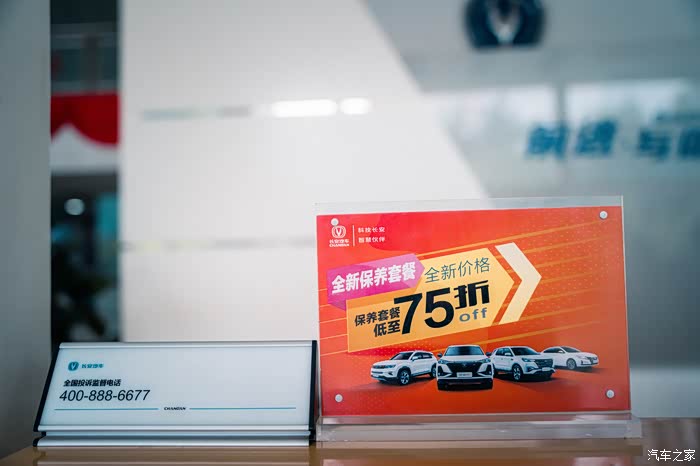 长安汽车
CHANGAN
科技长安
智慧伙伴
全新保养套餐
全新价格
保养套餐
低至75折
off
长安汽车
全国投诉监督电话
400-888-6677
CHANGAN
汽车之家